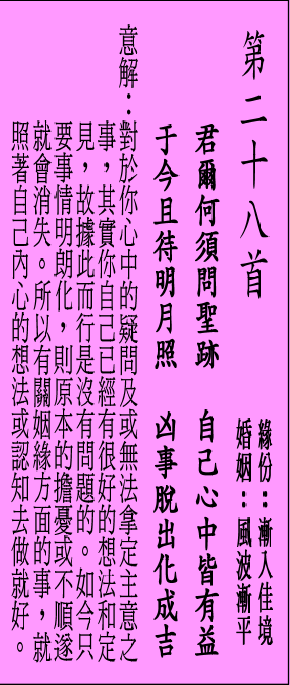 第二十八首
緣份：漸入佳境
婚姻：風波漸平
君爾何須問聖跡　自己心中皆有益
于今且待明月照　凶事脫出化成吉
意解：對於你心中的疑問及或無法拿定主意之
事，其實你自己已經有很好的想法和定
見，故據此而行是沒有問題的。如今只
要事情明朗化，則原本的擔憂或不順遂
就會消失。所以有關姻緣方面的事，就
照著自己內心的想法或認知去做就好。